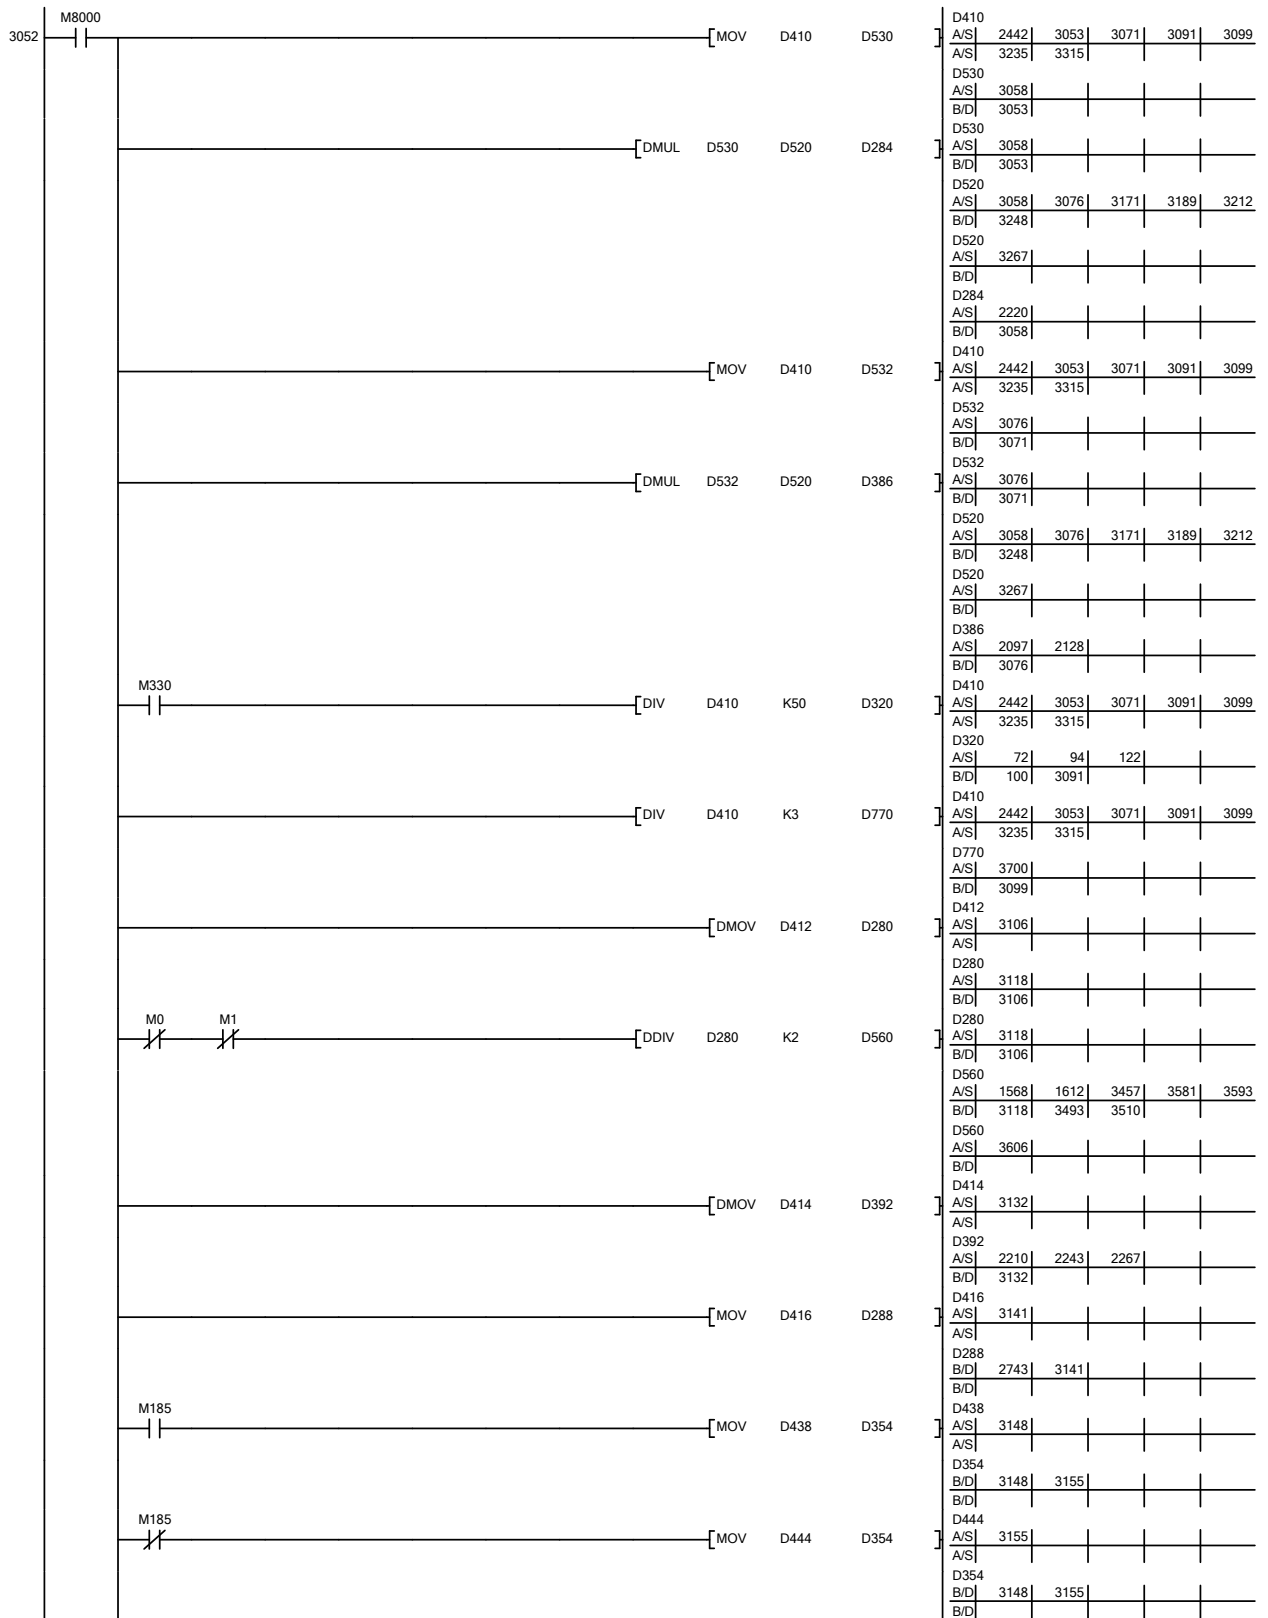 M8000
3052 [MOV D410 D530 ]
D410
A/S 2442 3053 3071 3091 3099
A/S 3235 3315
D530
A/S 3058
B/D 3053
[DMUL D530 D520 D284 ]
D530
A/S 3058
B/D 3053
D520
A/S 3058 3076 3171 3189 3212
B/D 3248
D520
A/S 3267
B/D
D284
A/S 2220
B/D 3058
[MOV D410 D532 ]
D410
A/S 2442 3053 3071 3091 3099
A/S 3235 3315
D532
A/S 3076
B/D 3071
[DMUL D532 D520 D386 ]
D532
A/S 3076
B/D 3071
D520
A/S 3058 3076 3171 3189 3212
B/D 3248
D520
A/S 3267
B/D
D386
A/S 2097 2128
B/D 3076
M330
[DIV D410 K50 D320 ]
D410
A/S 2442 3053 3071 3091 3099
A/S 3235 3315
D320
A/S 72 94 122
B/D 100 3091
[DIV D410 K3 D770 ]
D410
A/S 2442 3053 3071 3091 3099
A/S 3235 3315
D770
A/S 3700
B/D 3099
[DMOV D412 D280 ]
D412
A/S 3106
A/S
D280
A/S 3118
B/D 3106
M0 M1
[DDIV D280 K2 D560 ]
D280
A/S 3118
B/D 3106
D560
A/S 1568 1612 3457 3581 3593
B/D 3118 3493 3510
D560
A/S 3606
B/D
[DMOV D414 D392 ]
D414
A/S 3132
A/S
D392
A/S 2210 2243 2267
B/D 3132
[MOV D416 D288 ]
D416
A/S 3141
A/S
D288
B/D 2743 3141
B/D
M185
[MOV D438 D354 ]
D438
A/S 3148
A/S
D354
B/D 3148 3155
B/D
M185
[MOV D444 D354 ]
D444
A/S 3155
A/S
D354
B/D 3148 3155
B/D